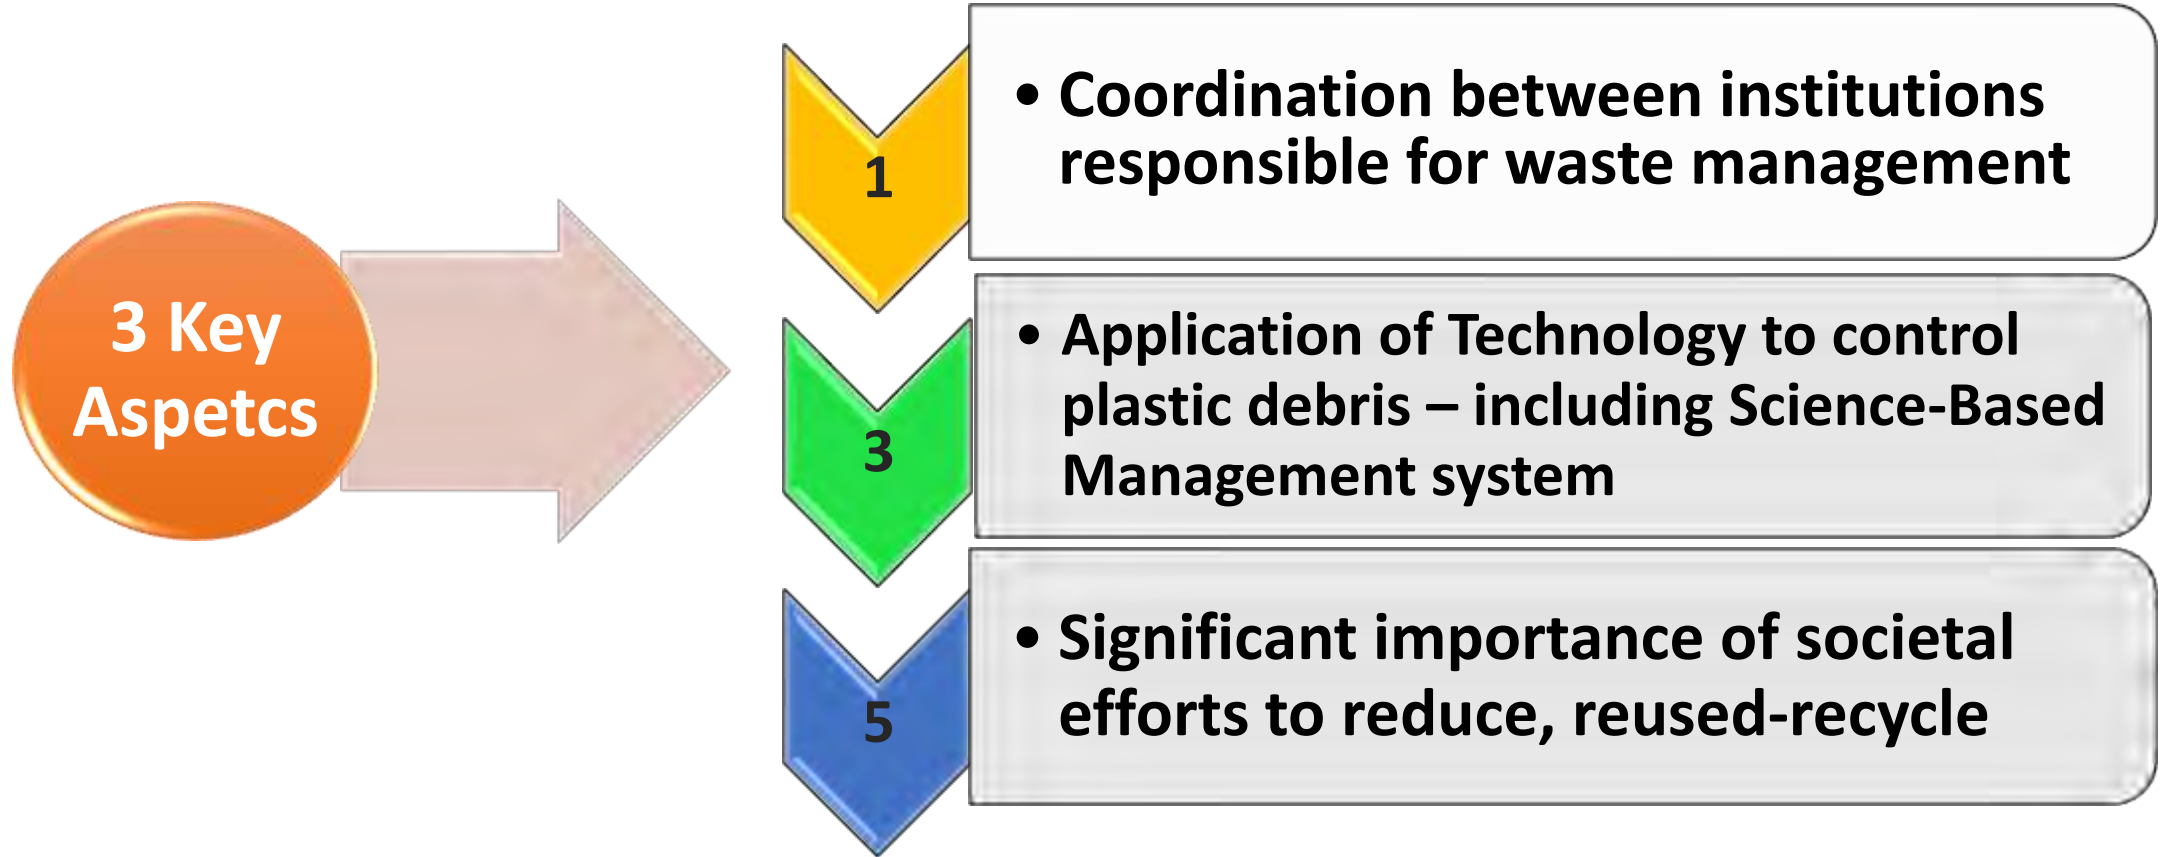 3 Key
Aspetcs
1
• Coordination between institutions
responsible for waste management
3
• Application of Technology to control
plastic debris – including Science-Based
Management system
5
• Significant importance of societal
efforts to reduce, reused-recycle